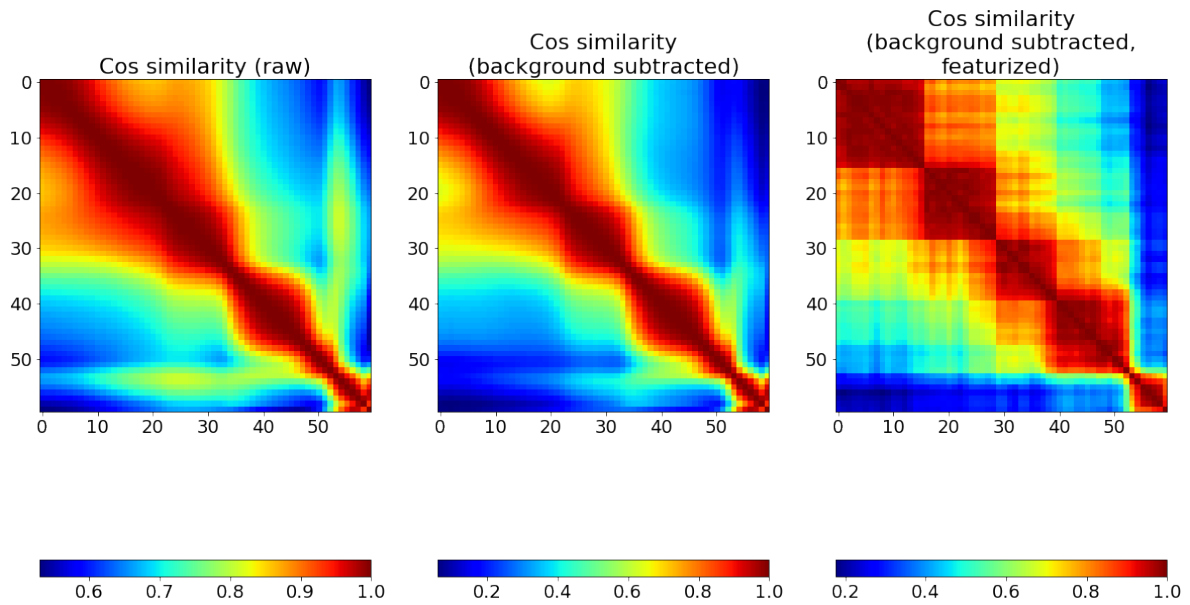 Cos similarity (raw)
0
10
20
30
40
50
0 10 20 30 40 50
0.6 0.7 0.8 0.9 1.0
Cos similarity
(background subtracted)
0
10
20
30
40
50
0 10 20 30 40 50
0.2 0.4 0.6 0.8 1.0
Cos similarity
(background subtracted,
featurized)
0
10
20
30
40
50
0 10 20 30 40 50
0.2 0.4 0.6 0.8 1.0